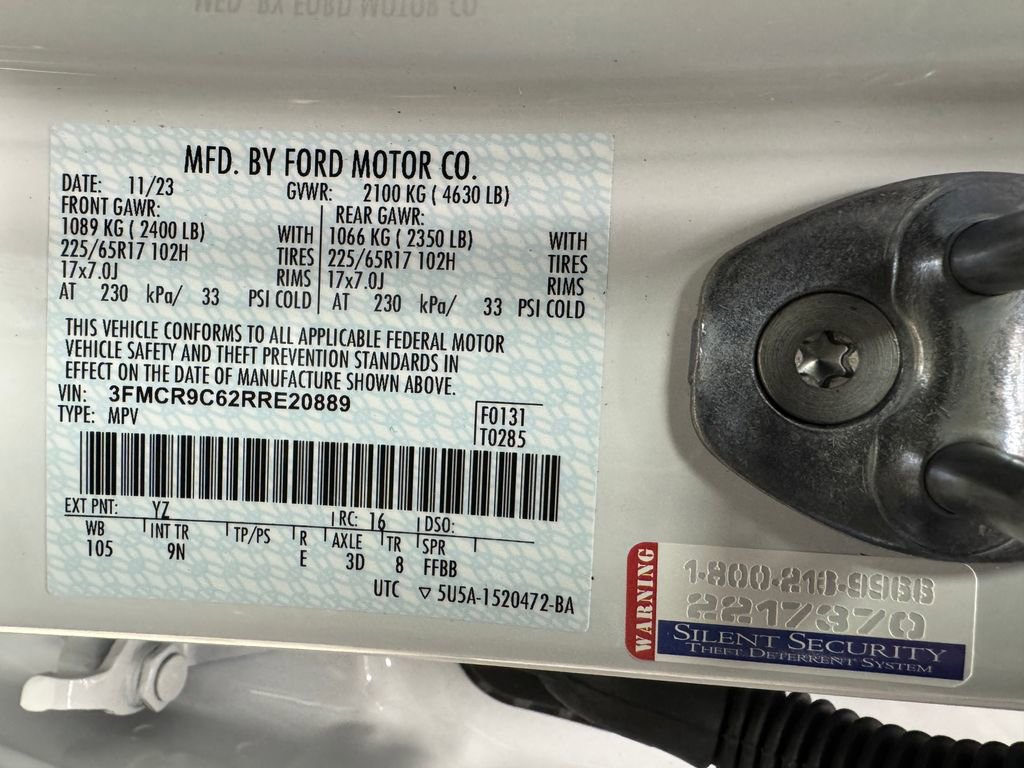 MFD. BY FORD MOTOR CO.
MFD. BY FORD MOTOR CO.
DATE: 11/23 GVWR: 2100 KG ( 4630 LB)
FRONT GAWR: REAR GAWR:
1089 KG ( 2400 LB) WITH 1066 KG ( 2350 LB) WITH
225/65R17 102H TIRES 225/65R17 102H TIRES
17x7.0J RIMS 17x7.0J RIMS
AT 230 kPa/ 33 PSI COLD AT 230 kPa/ 33 PSI COLD
THIS VEHICLE CONFORMS TO ALL APPLICABLE FEDERAL MOTOR
VEHICLE SAFETY AND THEFT PREVENTION STANDARDS IN
EFFECT ON THE DATE OF MANUFACTURE SHOWN ABOVE.
VIN: 3FMCR9C62RRE20889
TYPE: MPV
F0131
T0285
EXT PNT: YZ RC: 16 DSO:
WB INT TR TP/PS R AXLE TR SPR
105 9N E 3D 8 FFBB
UTC ▽ 5U5A-1520472-BA
WARNING
1-800-213-9988
2217370
SILENT SECURITY
THEFT DETERRENT SYSTEM